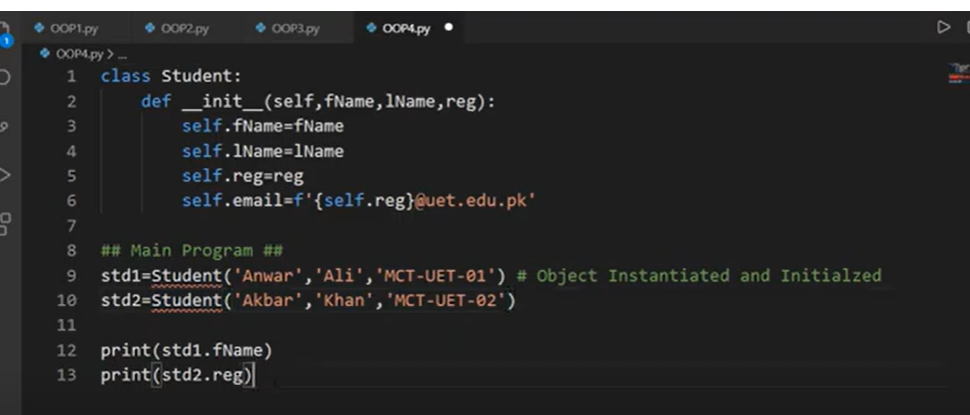 OOP1.py OOP2.py OOP3.py OOP4.py
OOP4.py > ...
1 class Student:
2     def __init__(self,fName,lName,reg):
3         self.fName=fName
4         self.lName=lName
5         self.reg=reg
6         self.email=f'{self.reg}@uet.edu.pk'
7
8 ## Main Program ##
9 std1=Student('Anwar','Ali','MCT-UET-01') # Object Instantiated and Initialzed
10 std2=Student('Akbar','Khan','MCT-UET-02')
11
12 print(std1.fName)
13 print(std2.reg)
1